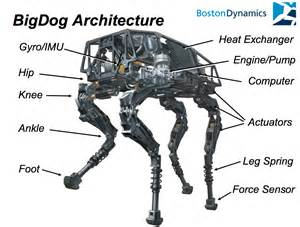 BigDog Architecture
BostonDynamics
Gyro/IMU
Hip
Knee
Ankle
Foot
Heat Exchanger
Engine/Pump
Computer
Actuators
Leg Spring
Force Sensor